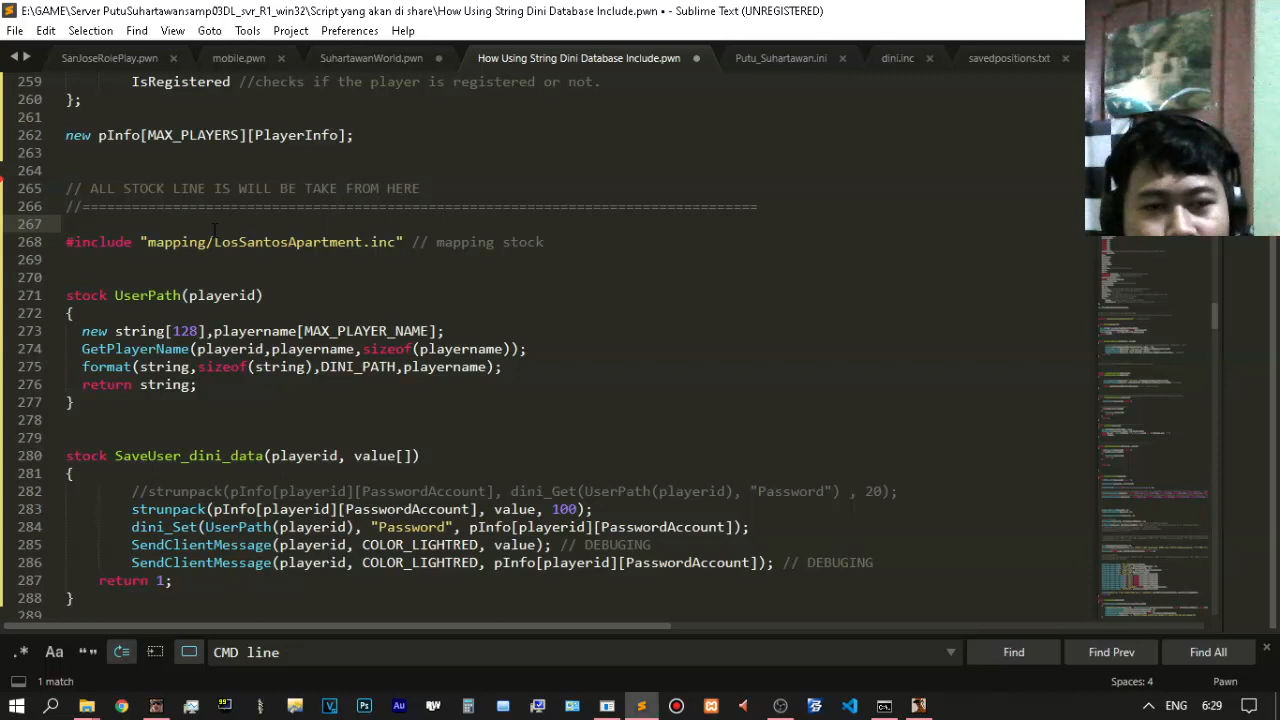 E:\GAME\Server PutuSuhartawansamp03DL_svr_R1_win32\Script yang akan di share\How Using String Dini Database Include.pwn • - Sublime Text (UNREGISTERED)
File Edit Selection Find View Goto Tools Project Preferences Help
SanJoseRolePlay.pwn mobile.pwn SuhartawanWorld.pwn How Using String Dini Database Include.pwn Putu_Suhartawan.ini dini.inc savedpositions.txt
259 IsRegistered //checks if the player is registered or not.
260 };
261
262 new pInfo[MAX_PLAYERS][PlayerInfo];
263
264
265 // ALL STOCK LINE IS WILL BE TAKE FROM HERE
266 //===================================================================================
267
268 #include "mapping/LosSantosApartment.inc" // mapping stock
269
270
271 stock UserPath(playerid)
272 {
273 new string[128],playername[MAX_PLAYER_NAME];
274 GetPlayerName(playerid,playername,sizeof(playername));
275 format(string,sizeof(string),DINI_PATH,playername);
276 return string;
277 }
278
279
280 stock SaveUser_dini_data(playerid, value[])
281 {
282 //strunpack(pInfo[playerid][PasswordAccount], dini_Get(UserPath(playerid), "Password") , 20);
283 strunpack(pInfo[playerid][PasswordAccount], value, 100);
284 dini_Set(UserPath(playerid), "Password", pInfo[playerid][PasswordAccount]);
285 SendClientMessage(playerid, COLOR_LIGHTRED, value); // DEBUGING
286 SendClientMessage(playerid, COLOR_LIGHTRED, pInfo[playerid][PasswordAccount]); // DEBUGING
287 return 1;
288 }
289
.* Aa “” CMD line Find Find Prev Find All
1 match Spaces: 4 Pawn
ENG 6:29